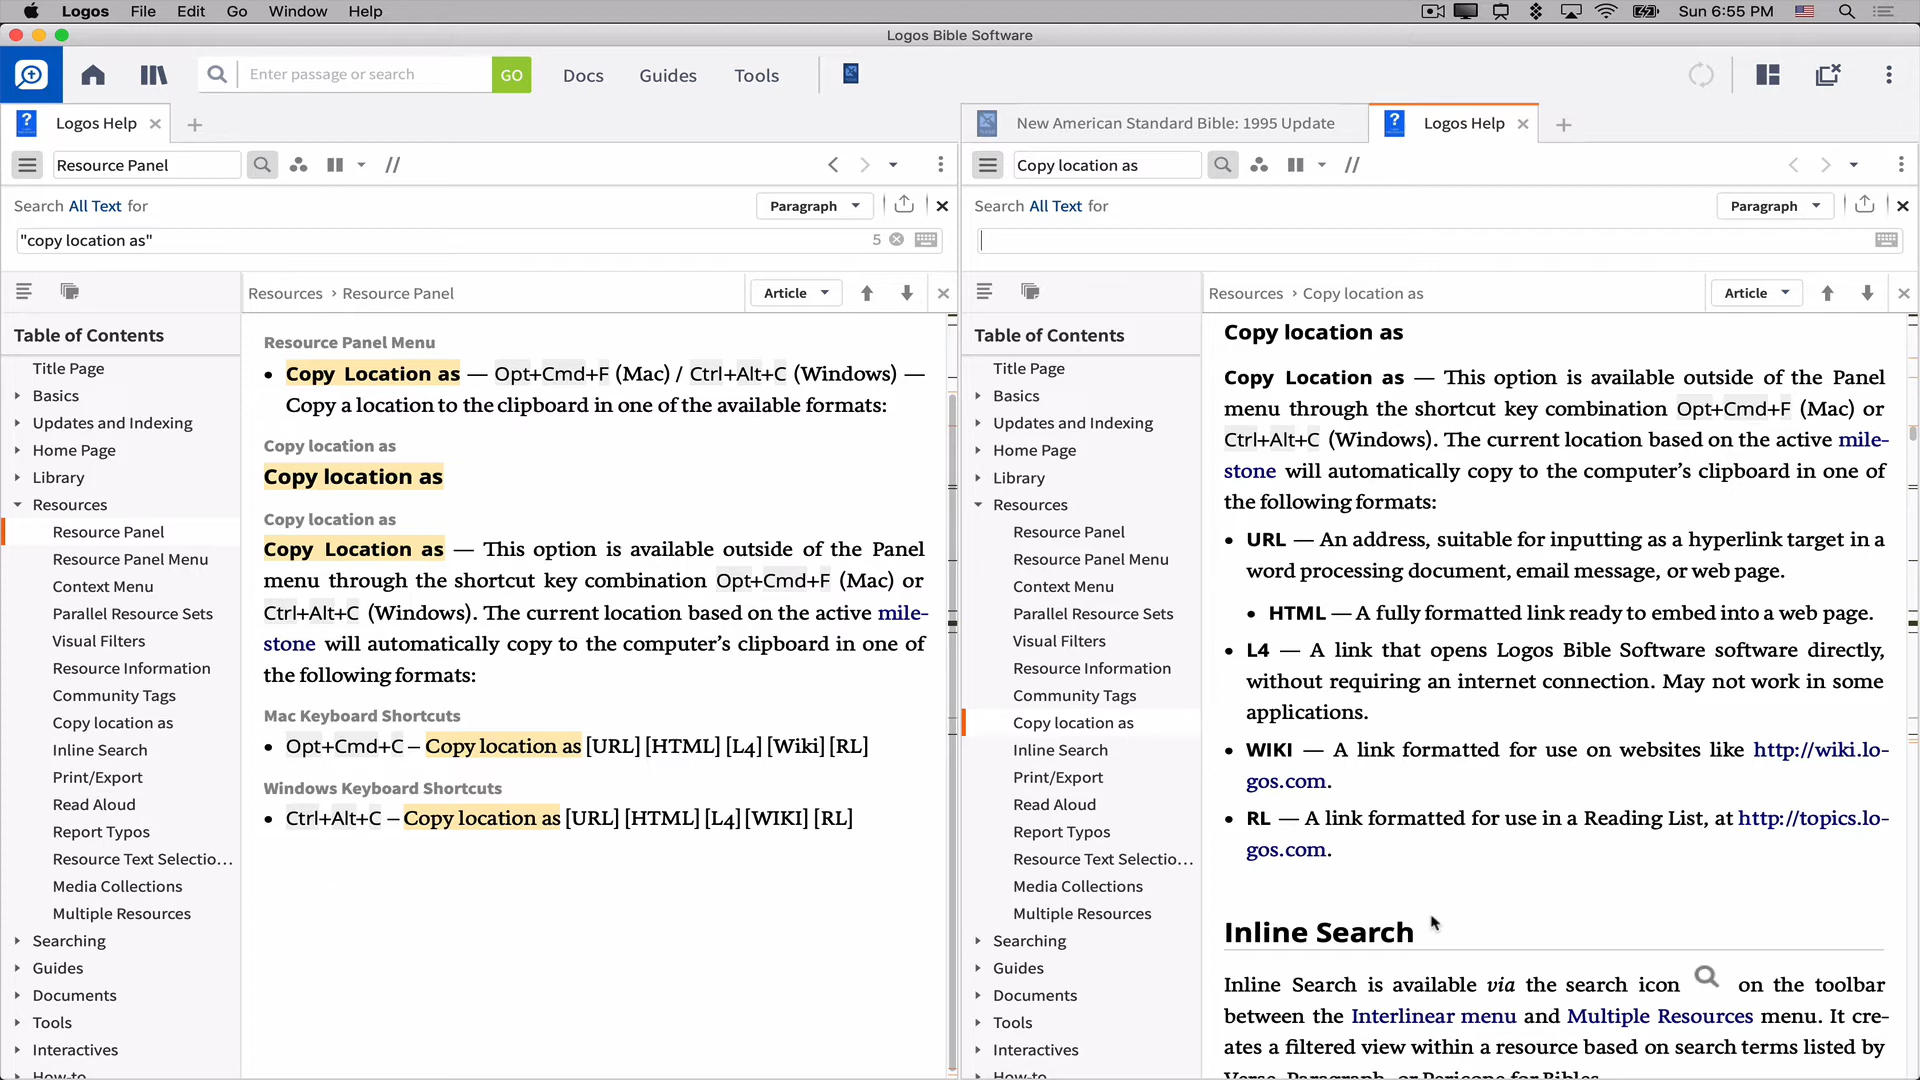 Logos File Edit Go Window Help Sun 6:55 PM
Logos Bible Software
Enter passage or search GO Docs Guides Tools
Logos Help
Resource Panel
Search All Text for Paragraph
"copy location as" 5
Resources › Resource Panel Article
Table of Contents
Title Page
Basics
Updates and Indexing
Home Page
Library
Resources
Resource Panel
Resource Panel Menu
Context Menu
Parallel Resource Sets
Visual Filters
Resource Information
Community Tags
Copy location as
Inline Search
Print/Export
Read Aloud
Report Typos
Resource Text Selectio...
Media Collections
Multiple Resources
Searching
Guides
Documents
Tools
Interactives
How-to
Resource Panel Menu
• Copy Location as — Opt+Cmd+F (Mac) / Ctrl+Alt+C (Windows) —
Copy a location to the clipboard in one of the available formats:
Copy location as
Copy location as
Copy location as
Copy Location as — This option is available outside of the Panel
menu through the shortcut key combination Opt+Cmd+F (Mac) or
Ctrl+Alt+C (Windows). The current location based on the active mile-
stone will automatically copy to the computer's clipboard in one of
the following formats:
Mac Keyboard Shortcuts
• Opt+Cmd+C – Copy location as [URL] [HTML] [L4] [Wiki] [RL]
Windows Keyboard Shortcuts
• Ctrl+Alt+C – Copy location as [URL] [HTML] [L4] [WIKI] [RL]
New American Standard Bible: 1995 Update Logos Help
Copy location as
Search All Text for Paragraph
Resources › Copy location as Article
Table of Contents
Title Page
Basics
Updates and Indexing
Home Page
Library
Resources
Resource Panel
Resource Panel Menu
Context Menu
Parallel Resource Sets
Visual Filters
Resource Information
Community Tags
Copy location as
Inline Search
Print/Export
Read Aloud
Report Typos
Resource Text Selectio...
Media Collections
Multiple Resources
Searching
Guides
Documents
Tools
Interactives
How-to
Copy location as
Copy Location as — This option is available outside of the Panel
menu through the shortcut key combination Opt+Cmd+F (Mac) or
Ctrl+Alt+C (Windows). The current location based on the active mile-
stone will automatically copy to the computer's clipboard in one of
the following formats:
• URL — An address, suitable for inputting as a hyperlink target in a
word processing document, email message, or web page.
• HTML — A fully formatted link ready to embed into a web page.
• L4 — A link that opens Logos Bible Software software directly,
without requiring an internet connection. May not work in some
applications.
• WIKI — A link formatted for use on websites like http://wiki.lo-
gos.com.
• RL — A link formatted for use in a Reading List, at http://topics.lo-
gos.com.
Inline Search
Inline Search is available via the search icon on the toolbar
between the Interlinear menu and Multiple Resources menu. It cre-
ates a filtered view within a resource based on search terms listed by
Verse, Paragraph, or Pericope for Bibles.